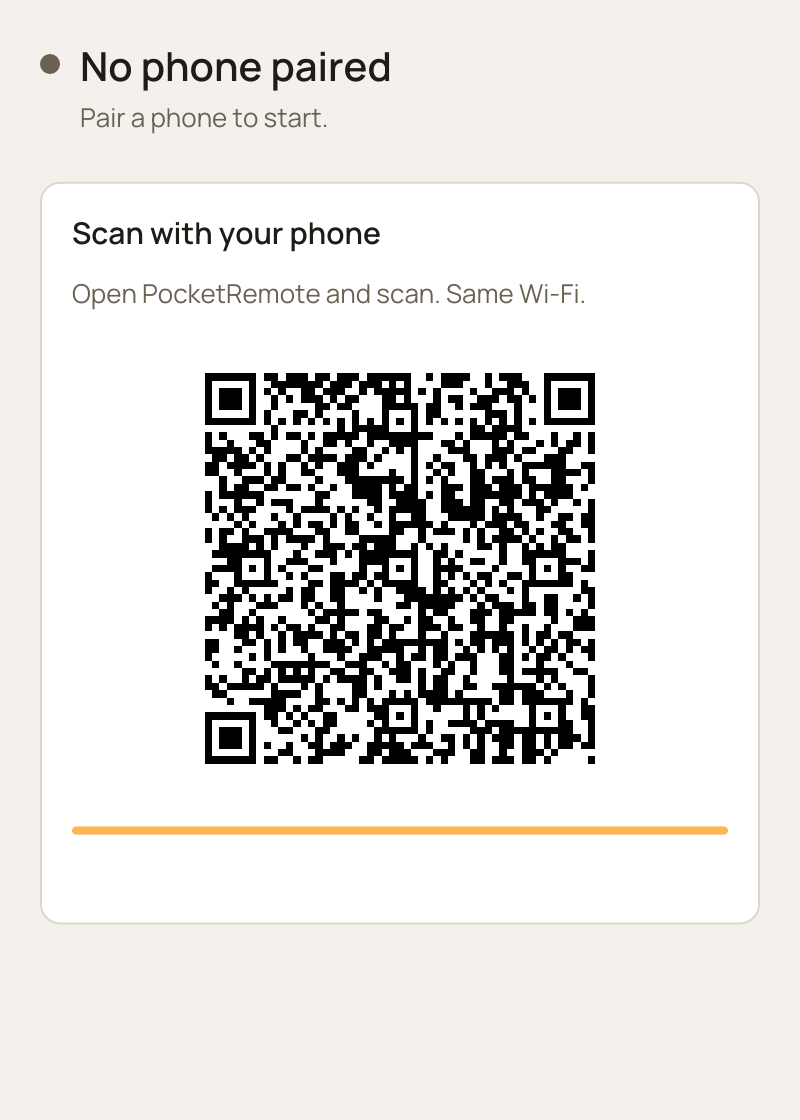 No phone paired
Pair a phone to start.
Scan with your phone
Open PocketRemote and scan. Same Wi-Fi.